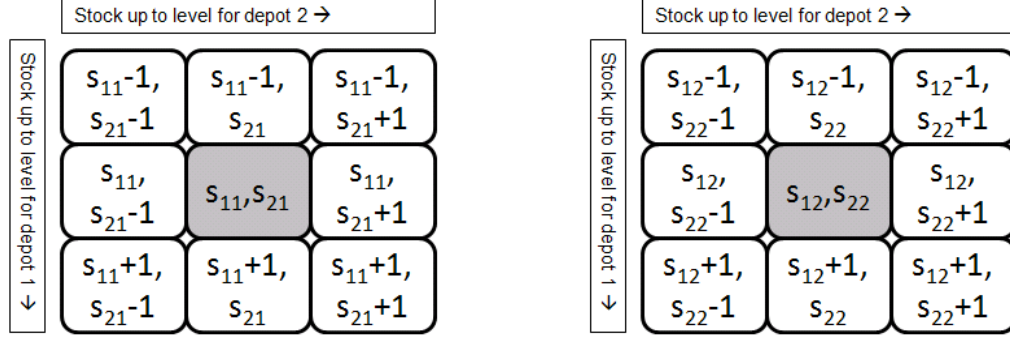 Stock up to level for depot 2 →
Stock up to level for depot 1 →
s₁₁-1, s₁₁-1, s₁₁-1,
s₂₁-1 s₂₁ s₂₁+1
s₁₁, s₁₁,s₂₁ s₁₁,
s₂₁-1 s₂₁+1
s₁₁+1, s₁₁+1, s₁₁+1,
s₂₁-1 s₂₁ s₂₁+1
Stock up to level for depot 2 →
Stock up to level for depot 1 →
s₁₂-1, s₁₂-1, s₁₂-1,
s₂₂-1 s₂₂ s₂₂+1
s₁₂, s₁₂,s₂₂ s₁₂,
s₂₂-1 s₂₂+1
s₁₂+1, s₁₂+1, s₁₂+1,
s₂₂-1 s₂₂ s₂₂+1